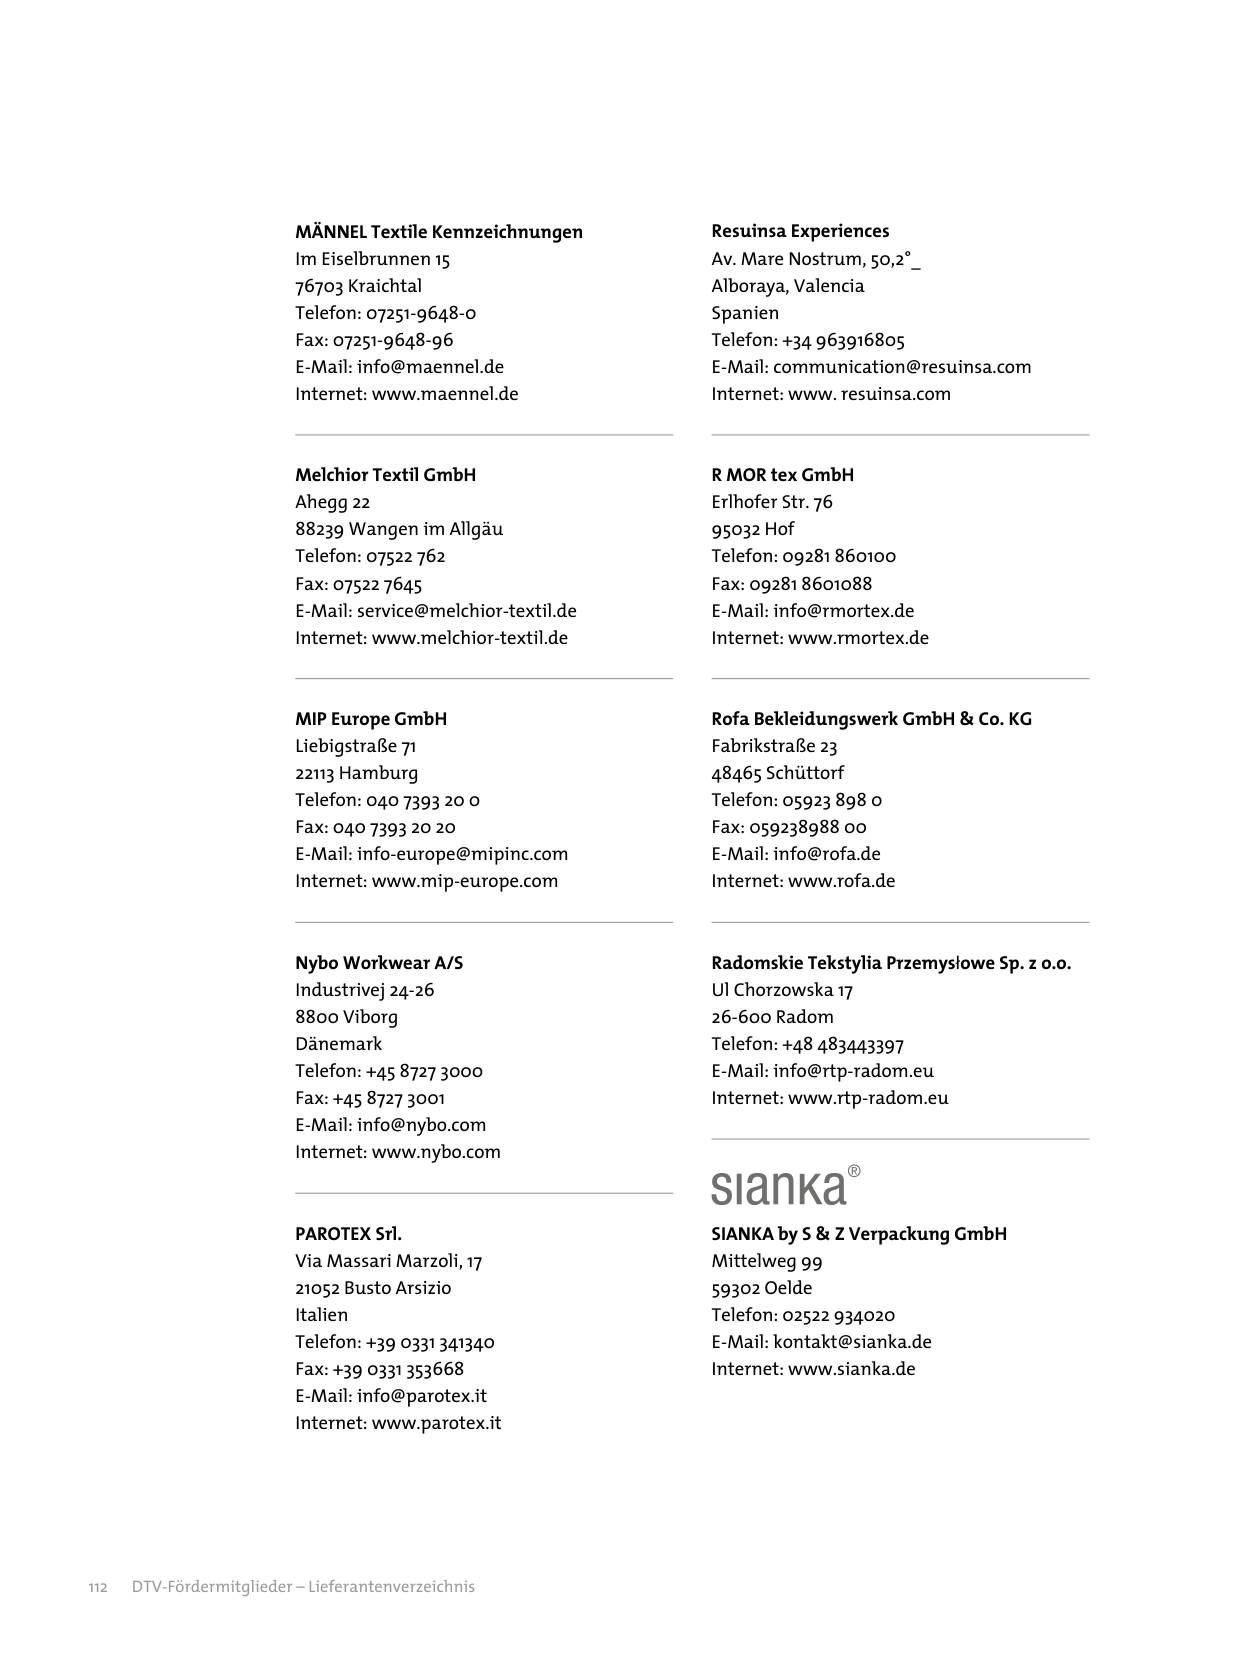 MÄNNEL Textile Kennzeichnungen
Im Eiselbrunnen 15
76703 Kraichtal
Telefon: 07251-9648-0
Fax: 07251-9648-96
E-Mail: info@maennel.de
Internet: www.maennel.de
Melchior Textil GmbH
Ahegg 22
88239 Wangen im Allgäu
Telefon: 07522 762
Fax: 07522 7645
E-Mail: service@melchior-textil.de
Internet: www.melchior-textil.de
MIP Europe GmbH
Liebigstraße 71
22113 Hamburg
Telefon: 040 7393 20 0
Fax: 040 7393 20 20
E-Mail: info-europe@mipinc.com
Internet: www.mip-europe.com
Nybo Workwear A/S
Industrivej 24-26
8800 Viborg
Dänemark
Telefon: +45 8727 3000
Fax: +45 8727 3001
E-Mail: info@nybo.com
Internet: www.nybo.com
PAROTEX Srl.
Via Massari Marzoli, 17
21052 Busto Arsizio
Italien
Telefon: +39 0331 341340
Fax: +39 0331 353668
E-Mail: info@parotex.it
Internet: www.parotex.it
Resuinsa Experiences
Av. Mare Nostrum, 50,2°_
Alboraya, Valencia
Spanien
Telefon: +34 963916805
E-Mail: communication@resuinsa.com
Internet: www. resuinsa.com
R MOR tex GmbH
Erlhofer Str. 76
95032 Hof
Telefon: 09281 860100
Fax: 09281 8601088
E-Mail: info@rmortex.de
Internet: www.rmortex.de
Rofa Bekleidungswerk GmbH & Co. KG
Fabrikstraße 23
48465 Schüttorf
Telefon: 05923 898 0
Fax: 059238988 00
E-Mail: info@rofa.de
Internet: www.rofa.de
Radomskie Tekstylia Przemysłowe Sp. z o.o.
Ul Chorzowska 17
26-600 Radom
Telefon: +48 483443397
E-Mail: info@rtp-radom.eu
Internet: www.rtp-radom.eu
sianka®
SIANKA by S & Z Verpackung GmbH
Mittelweg 99
59302 Oelde
Telefon: 02522 934020
E-Mail: kontakt@sianka.de
Internet: www.sianka.de
112 DTV-Fördermitglieder – Lieferantenverzeichnis